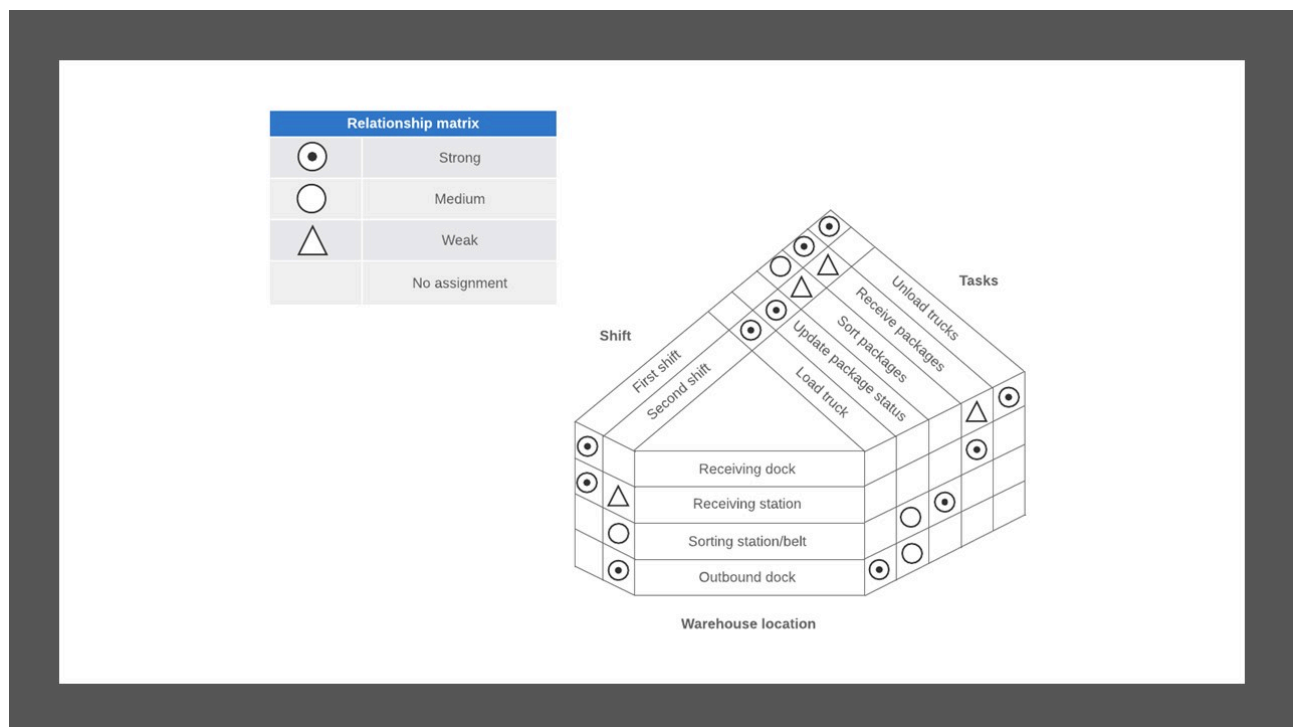 Relationship matrix
Strong
Medium
Weak
No assignment
Tasks
Shift
Unload trucks
Receive packages
Sort packages
Update package status
Load truck
First shift
Second shift
Receiving dock
Receiving station
Sorting station/belt
Outbound dock
Warehouse location